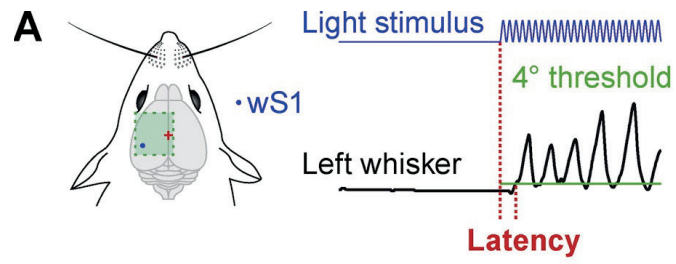 A
Light stimulus
• wS1
4° threshold
Left whisker
Latency